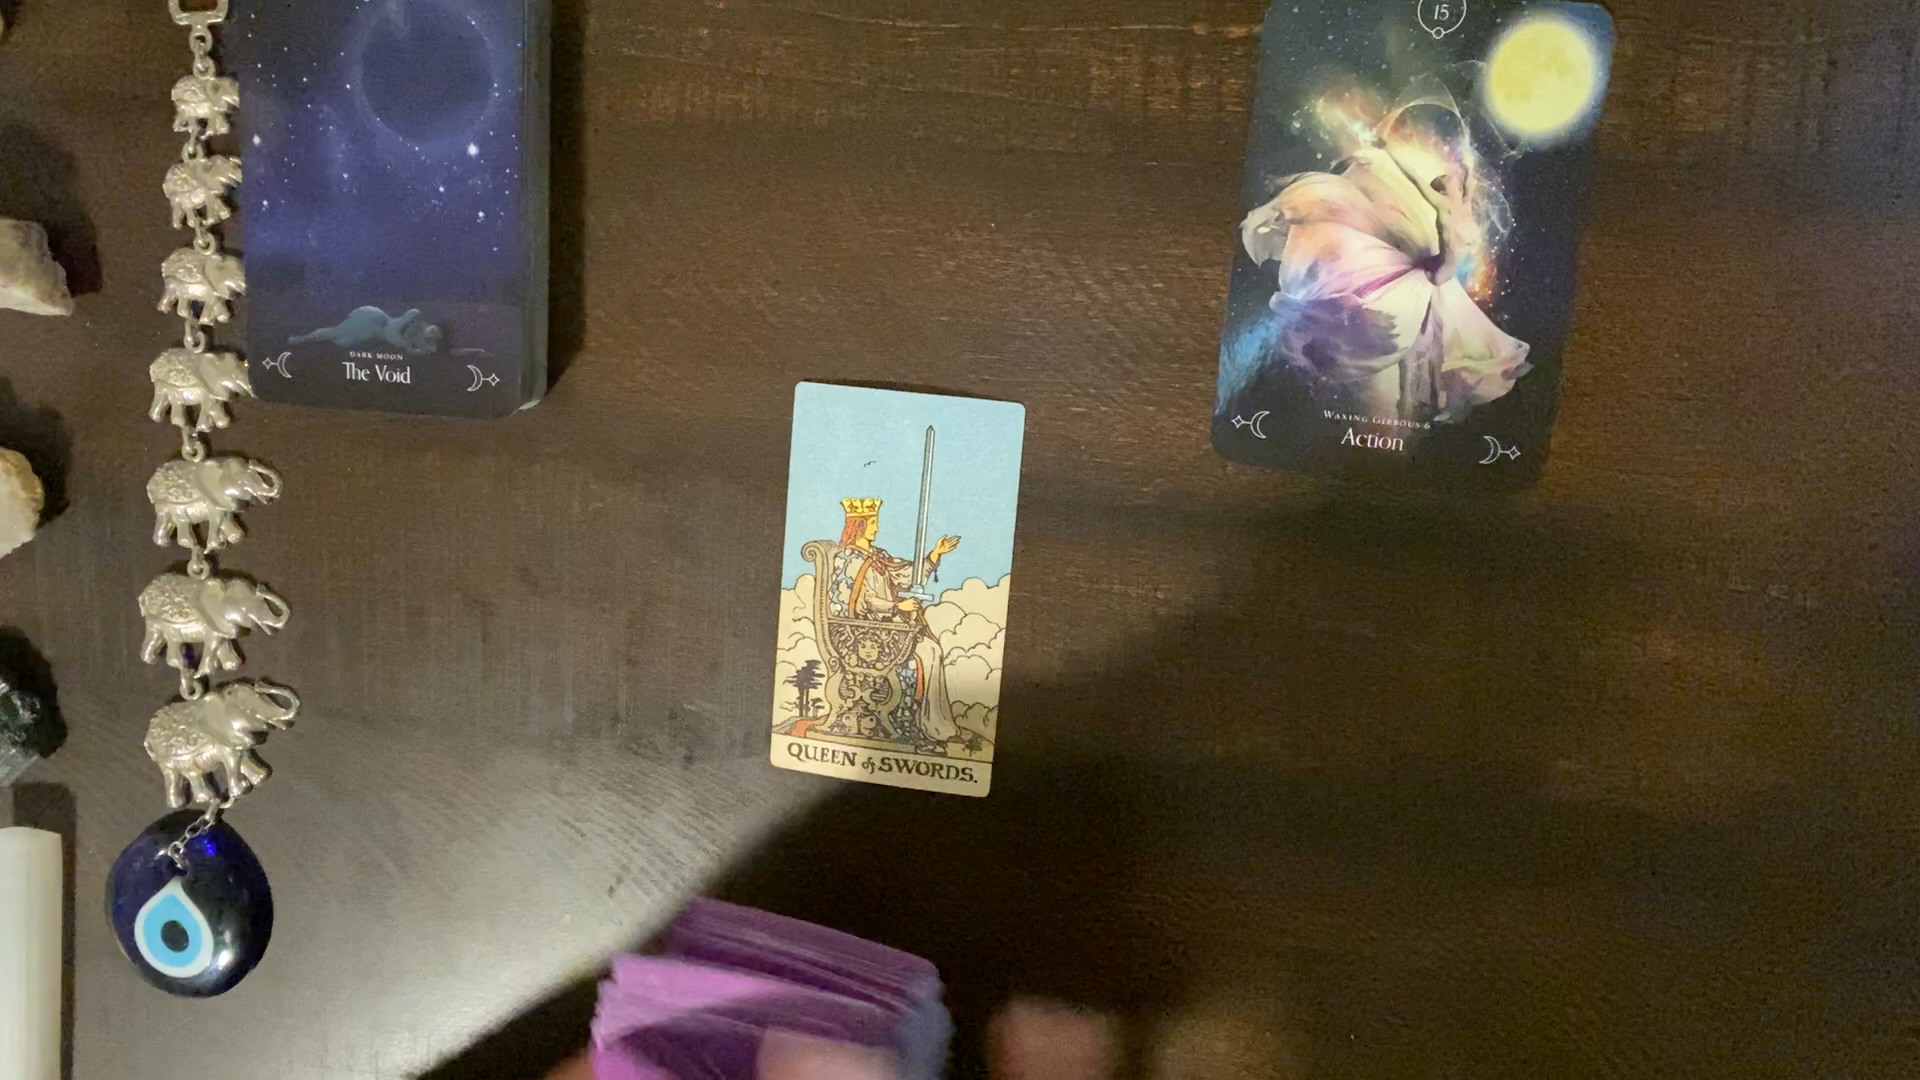 DARK MOON
The Void
15
WAXING GIBBOUS 6
Action
QUEEN of SWORDS.